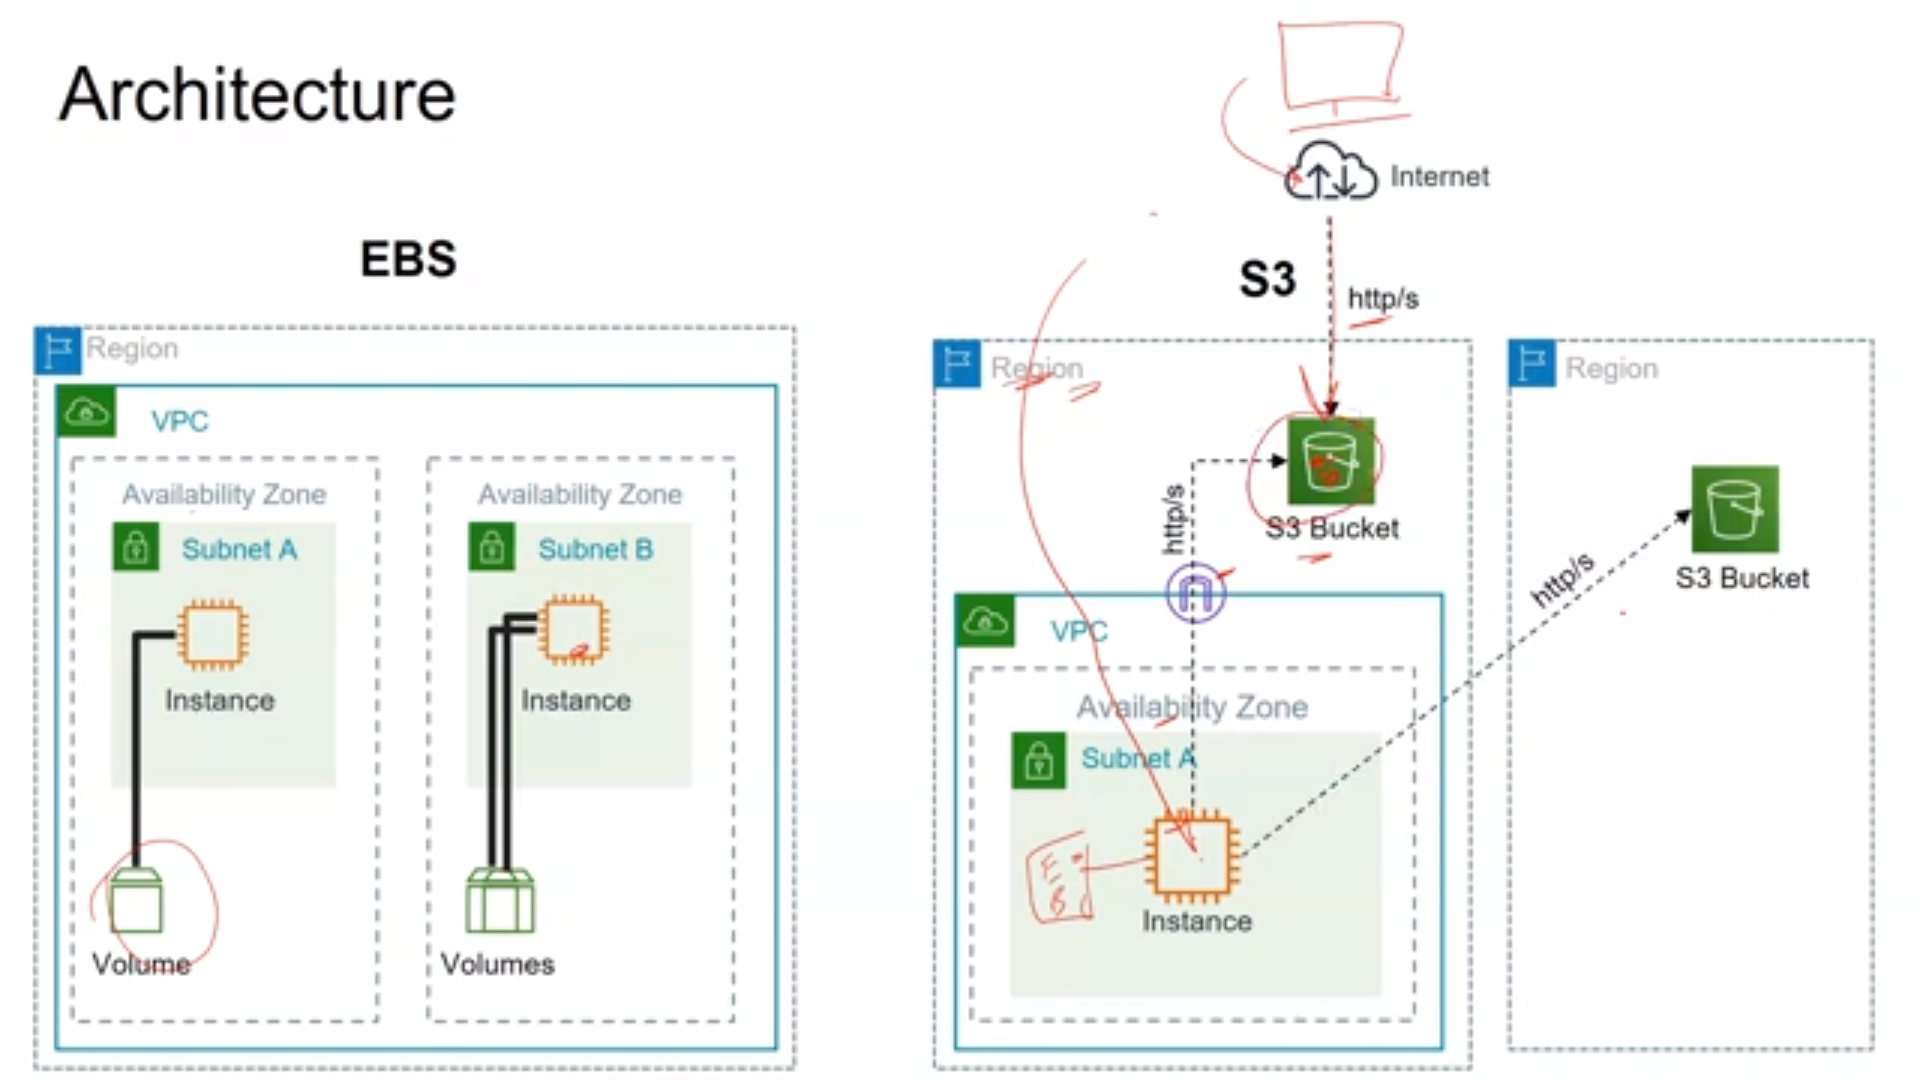 Architecture
EBS
Region
VPC
Availability Zone
Subnet A
Instance
Volume
Availability Zone
Subnet B
Instance
Volumes
Internet
S3
http/s
Region
S3 Bucket
http/s
VPC
Availability Zone
Subnet A
Instance
http/s
Region
S3 Bucket